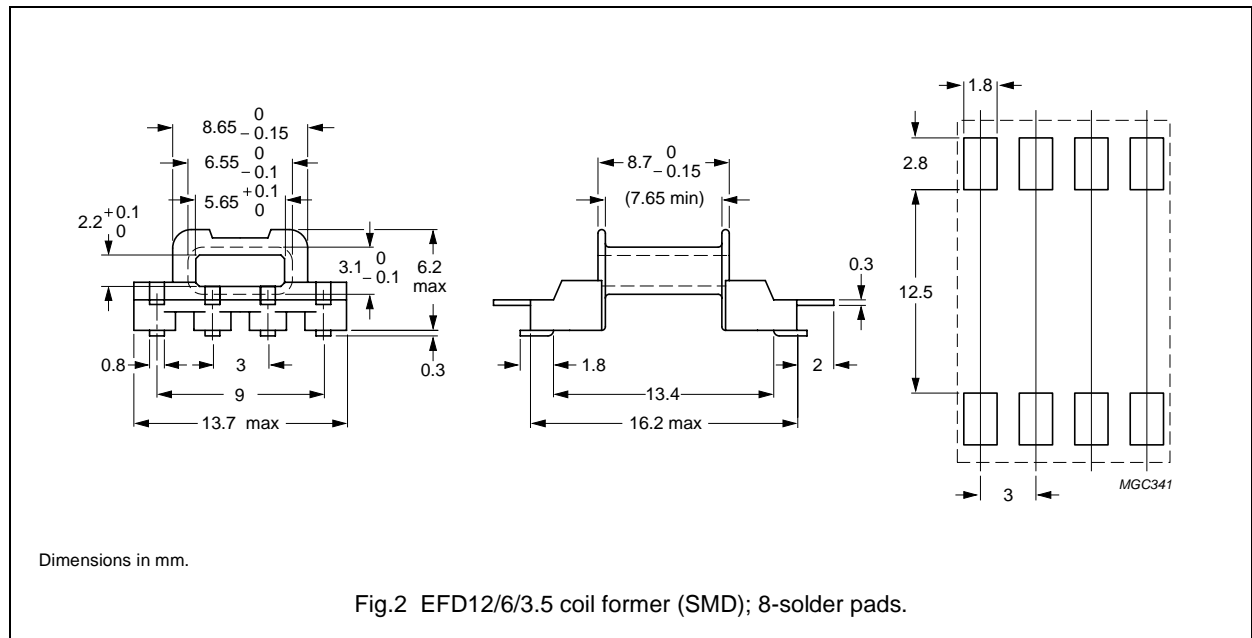 8.65 0 − 0.15
6.55 0 − 0.1
5.65 + 0.1 0
2.2 + 0.1 0
3.1 0 − 0.1
6.2 max
0.8
3
0.3
9
13.7 max
8.7 0 − 0.15
(7.65 min)
0.3
1.8
2
13.4
16.2 max
1.8
2.8
12.5
3
MGC341
Dimensions in mm.
Fig.2 EFD12/6/3.5 coil former (SMD); 8-solder pads.